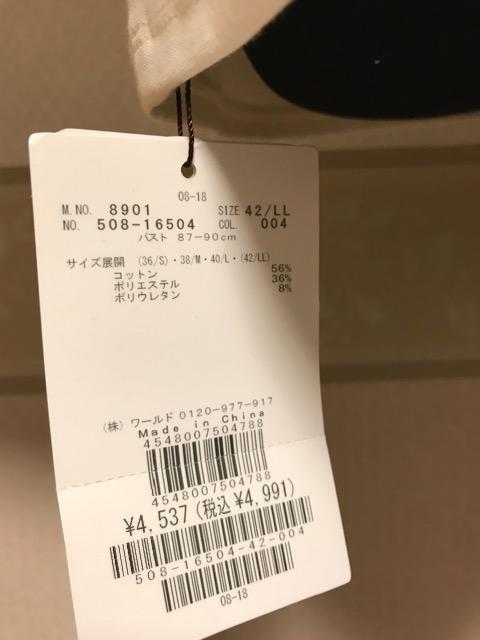 08-18
M.NO. 8901 SIZE 42/LL
NO. 508-16504 COL. 004
バスト 87-90cm
サイズ展開 (36/S)・38/M・40/L・(42/LL)
コットン 56%
ポリエステル 36%
ポリウレタン 8%
(株) ワールド 0120-977-917
Made in China
4548007504788
4548007504788
¥4,537(税込 ¥4,991)
508-16504-42-004
08-18